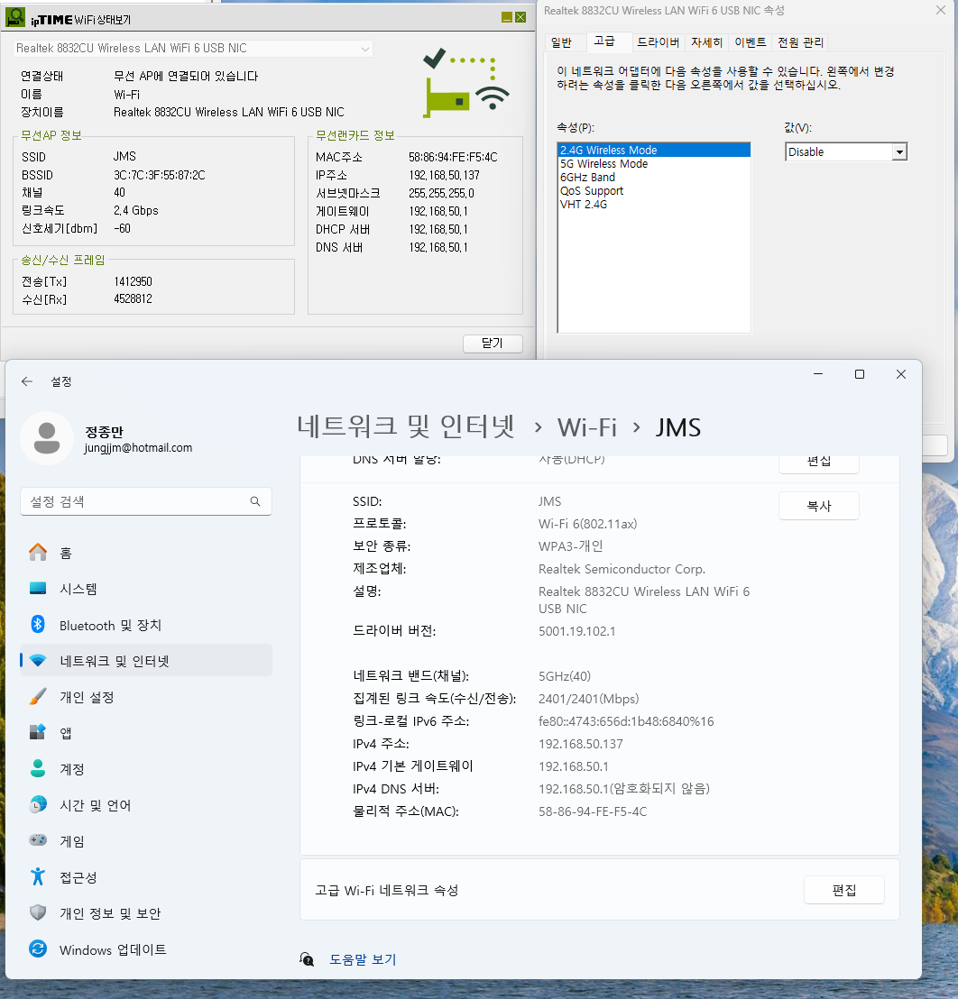 ipTIME WiFi상태보기
Realtek 8832CU Wireless LAN WiFi 6 USB NIC
연결상태 무선 AP에 연결되어 있습니다
이름 Wi-Fi
장치이름 Realtek 8832CU Wireless LAN WiFi 6 USB NIC
무선AP 정보
SSID JMS
BSSID 3C:7C:3F:55:87:2C
채널 40
링크속도 2.4 Gbps
신호세기[dbm] -60
송신/수신 프레임
전송[Tx] 1412950
수신[Rx] 4528812
무선랜카드 정보
MAC주소 58:86:94:FE:F5:4C
IP주소 192.168.50.137
서브넷마스크 255.255.255.0
게이트웨이 192.168.50.1
DHCP 서버 192.168.50.1
DNS 서버 192.168.50.1
닫기
Realtek 8832CU Wireless LAN WiFi 6 USB NIC 속성
일반 고급 드라이버 자세히 이벤트 전원 관리
이 네트워크 어댑터에 다음 속성을 사용할 수 있습니다. 왼쪽에서 변경
하려는 속성을 클릭한 다음 오른쪽에서 값을 선택하십시오.
속성(P): 값(V):
2.4G Wireless Mode Disable
5G Wireless Mode
6GHz Band
QoS Support
VHT 2.4G
설정
정종만
jungjjm@hotmail.com
설정 검색
홈
시스템
Bluetooth 및 장치
네트워크 및 인터넷
개인 설정
앱
계정
시간 및 언어
게임
접근성
개인 정보 및 보안
Windows 업데이트
네트워크 및 인터넷 › Wi-Fi › JMS
DNS 서버 할당: 자동(DHCP) 편집
SSID: JMS 복사
프로토콜: Wi-Fi 6(802.11ax)
보안 종류: WPA3-개인
제조업체: Realtek Semiconductor Corp.
설명: Realtek 8832CU Wireless LAN WiFi 6
USB NIC
드라이버 버전: 5001.19.102.1
네트워크 밴드(채널): 5GHz(40)
집계된 링크 속도(수신/전송): 2401/2401(Mbps)
링크-로컬 IPv6 주소: fe80::4743:656d:1b48:6840%16
IPv4 주소: 192.168.50.137
IPv4 기본 게이트웨이 192.168.50.1
IPv4 DNS 서버: 192.168.50.1(암호화되지 않음)
물리적 주소(MAC): 58-86-94-FE-F5-4C
고급 Wi-Fi 네트워크 속성 편집
도움말 보기